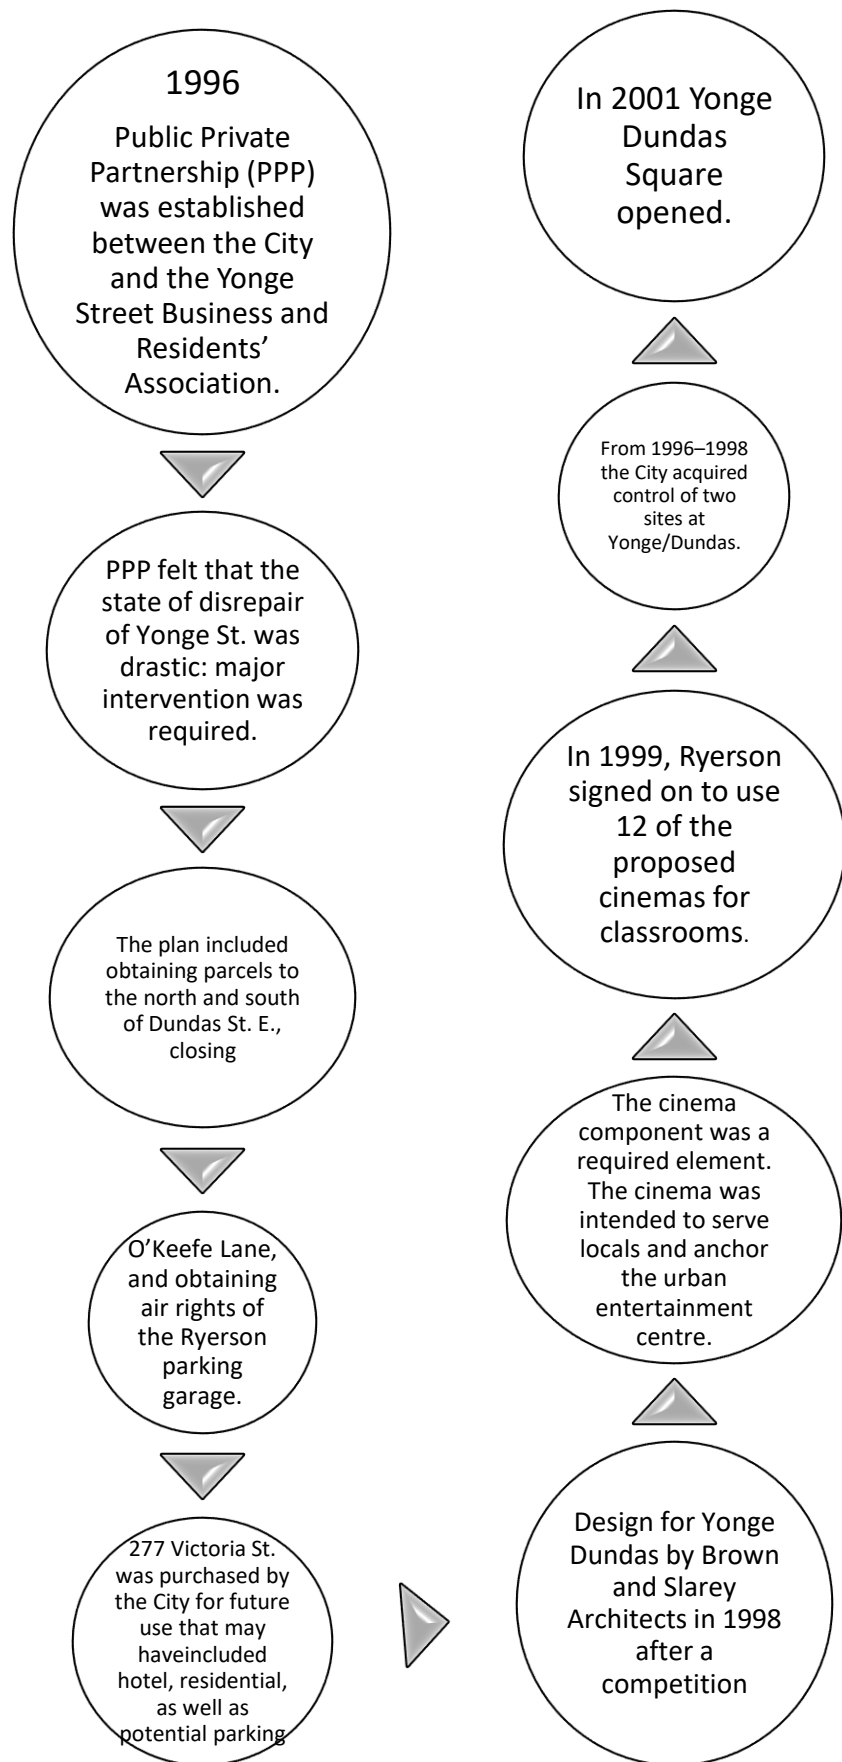 1996
Public Private
Partnership (PPP)
was established
between the City
and the Yonge
Street Business and
Residents’
Association.
PPP felt that the
state of disrepair
of Yonge St. was
drastic: major
intervention was
required.
The plan included
obtaining parcels to
the north and south
of Dundas St. E.,
closing
O’Keefe Lane,
and obtaining
air rights of
the Ryerson
parking
garage.
277 Victoria St.
was purchased by
the City for future
use that may
haveincluded
hotel, residential,
as well as
potential parking
Design for Yonge
Dundas by Brown
and Slarey
Architects in 1998
after a
competition
The cinema
component was a
required element.
The cinema was
intended to serve
locals and anchor
the urban
entertainment
centre.
In 1999, Ryerson
signed on to use
12 of the
proposed
cinemas for
classrooms.
From 1996–1998
the City acquired
control of two
sites at
Yonge/Dundas.
In 2001 Yonge
Dundas
Square
opened.